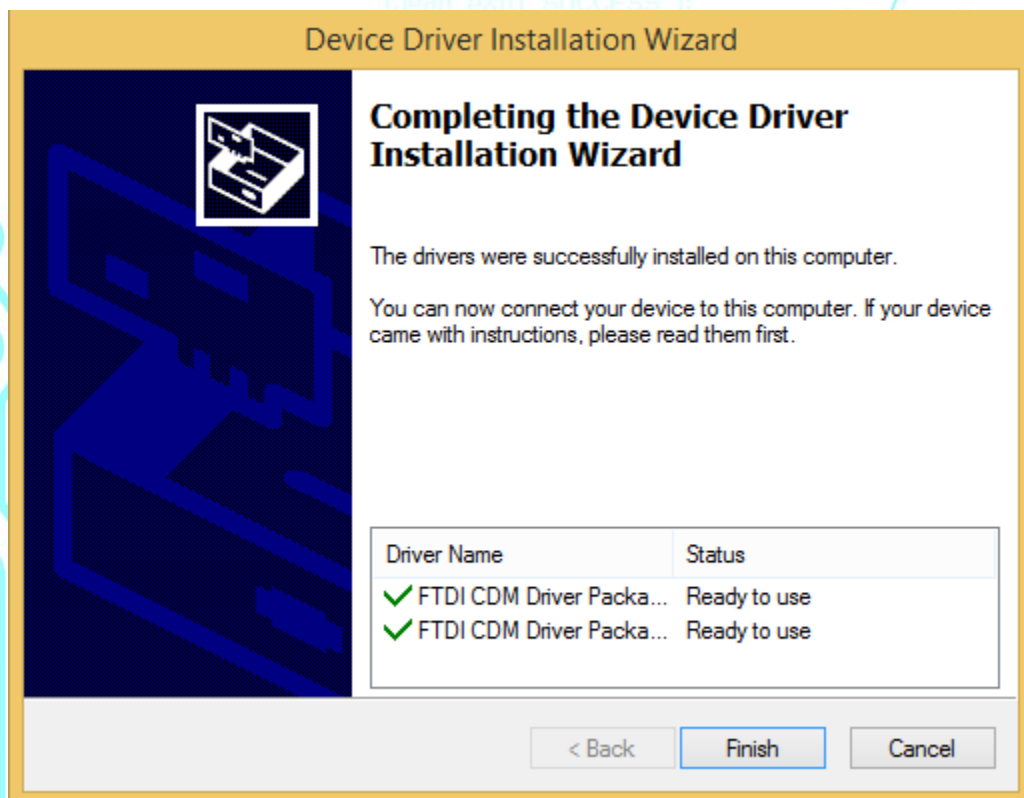 Device Driver Installation Wizard
Completing the Device Driver
Installation Wizard
The drivers were successfully installed on this computer.
You can now connect your device to this computer. If your device
came with instructions, please read them first.
Driver Name Status
FTDI CDM Driver Packa... Ready to use
FTDI CDM Driver Packa... Ready to use
< Back Finish Cancel